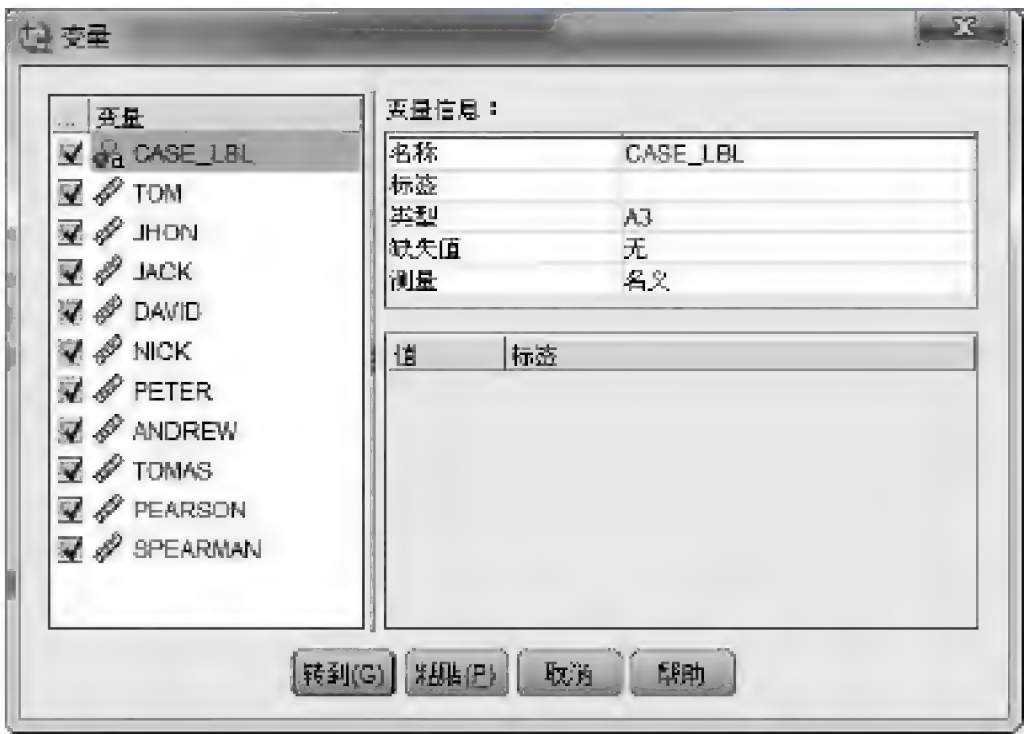 变量
... 变量
CASE_LBL
TOM
JHON
JACK
DAVID
NICK
PETER
ANDREW
TOMAS
PEARSON
SPEARMAN
变量信息：
名称 CASE_LBL
标签
类型 A3
缺失值 无
测量 名义
值 标签
转到(G) 粘贴(P) 取消 帮助